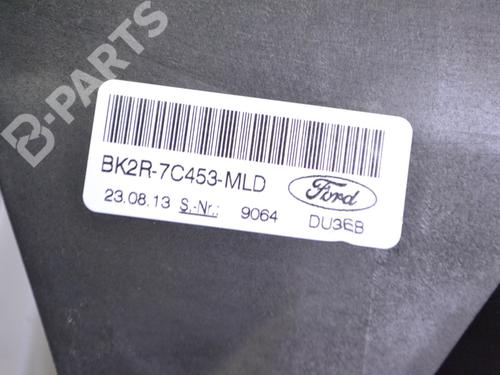 B-PARTS
BK2R-7C453-MLD
Ford
23.08.13 S.-Nr.: 9064 DU3EB